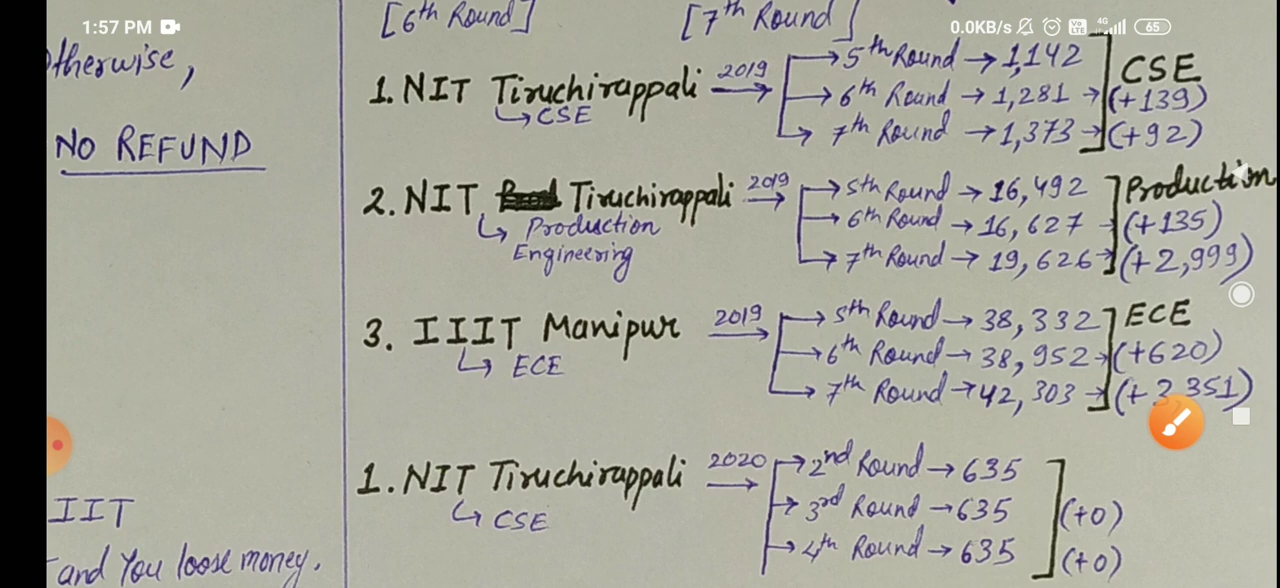 1:57 PM
0.0KB/s Vo LTE 4G 65
[6th Round] [7th Round]
otherwise,
NO REFUND
IIT
and You loose money.
1. NIT Tiruchirappali 2019
CSE
5th Round → 1,142
6th Round → 1,281 → (+139)
7th Round → 1,373 → (+92)
CSE
2. NIT Tiruchirappali 2019
Production
Engineering
5th Round → 16,492
6th Round → 16,627 → (+135)
7th Round → 19,626 → (+2,999)
Production
3. IIIT Manipur 2019
ECE
5th Round → 38,332
6th Round → 38,952 → (+620)
7th Round → 42,303 → (+3,351)
ECE
1. NIT Tiruchirappali 2020
CSE
2nd Round → 635
3rd Round → 635 (+0)
4th Round → 635 (+0)